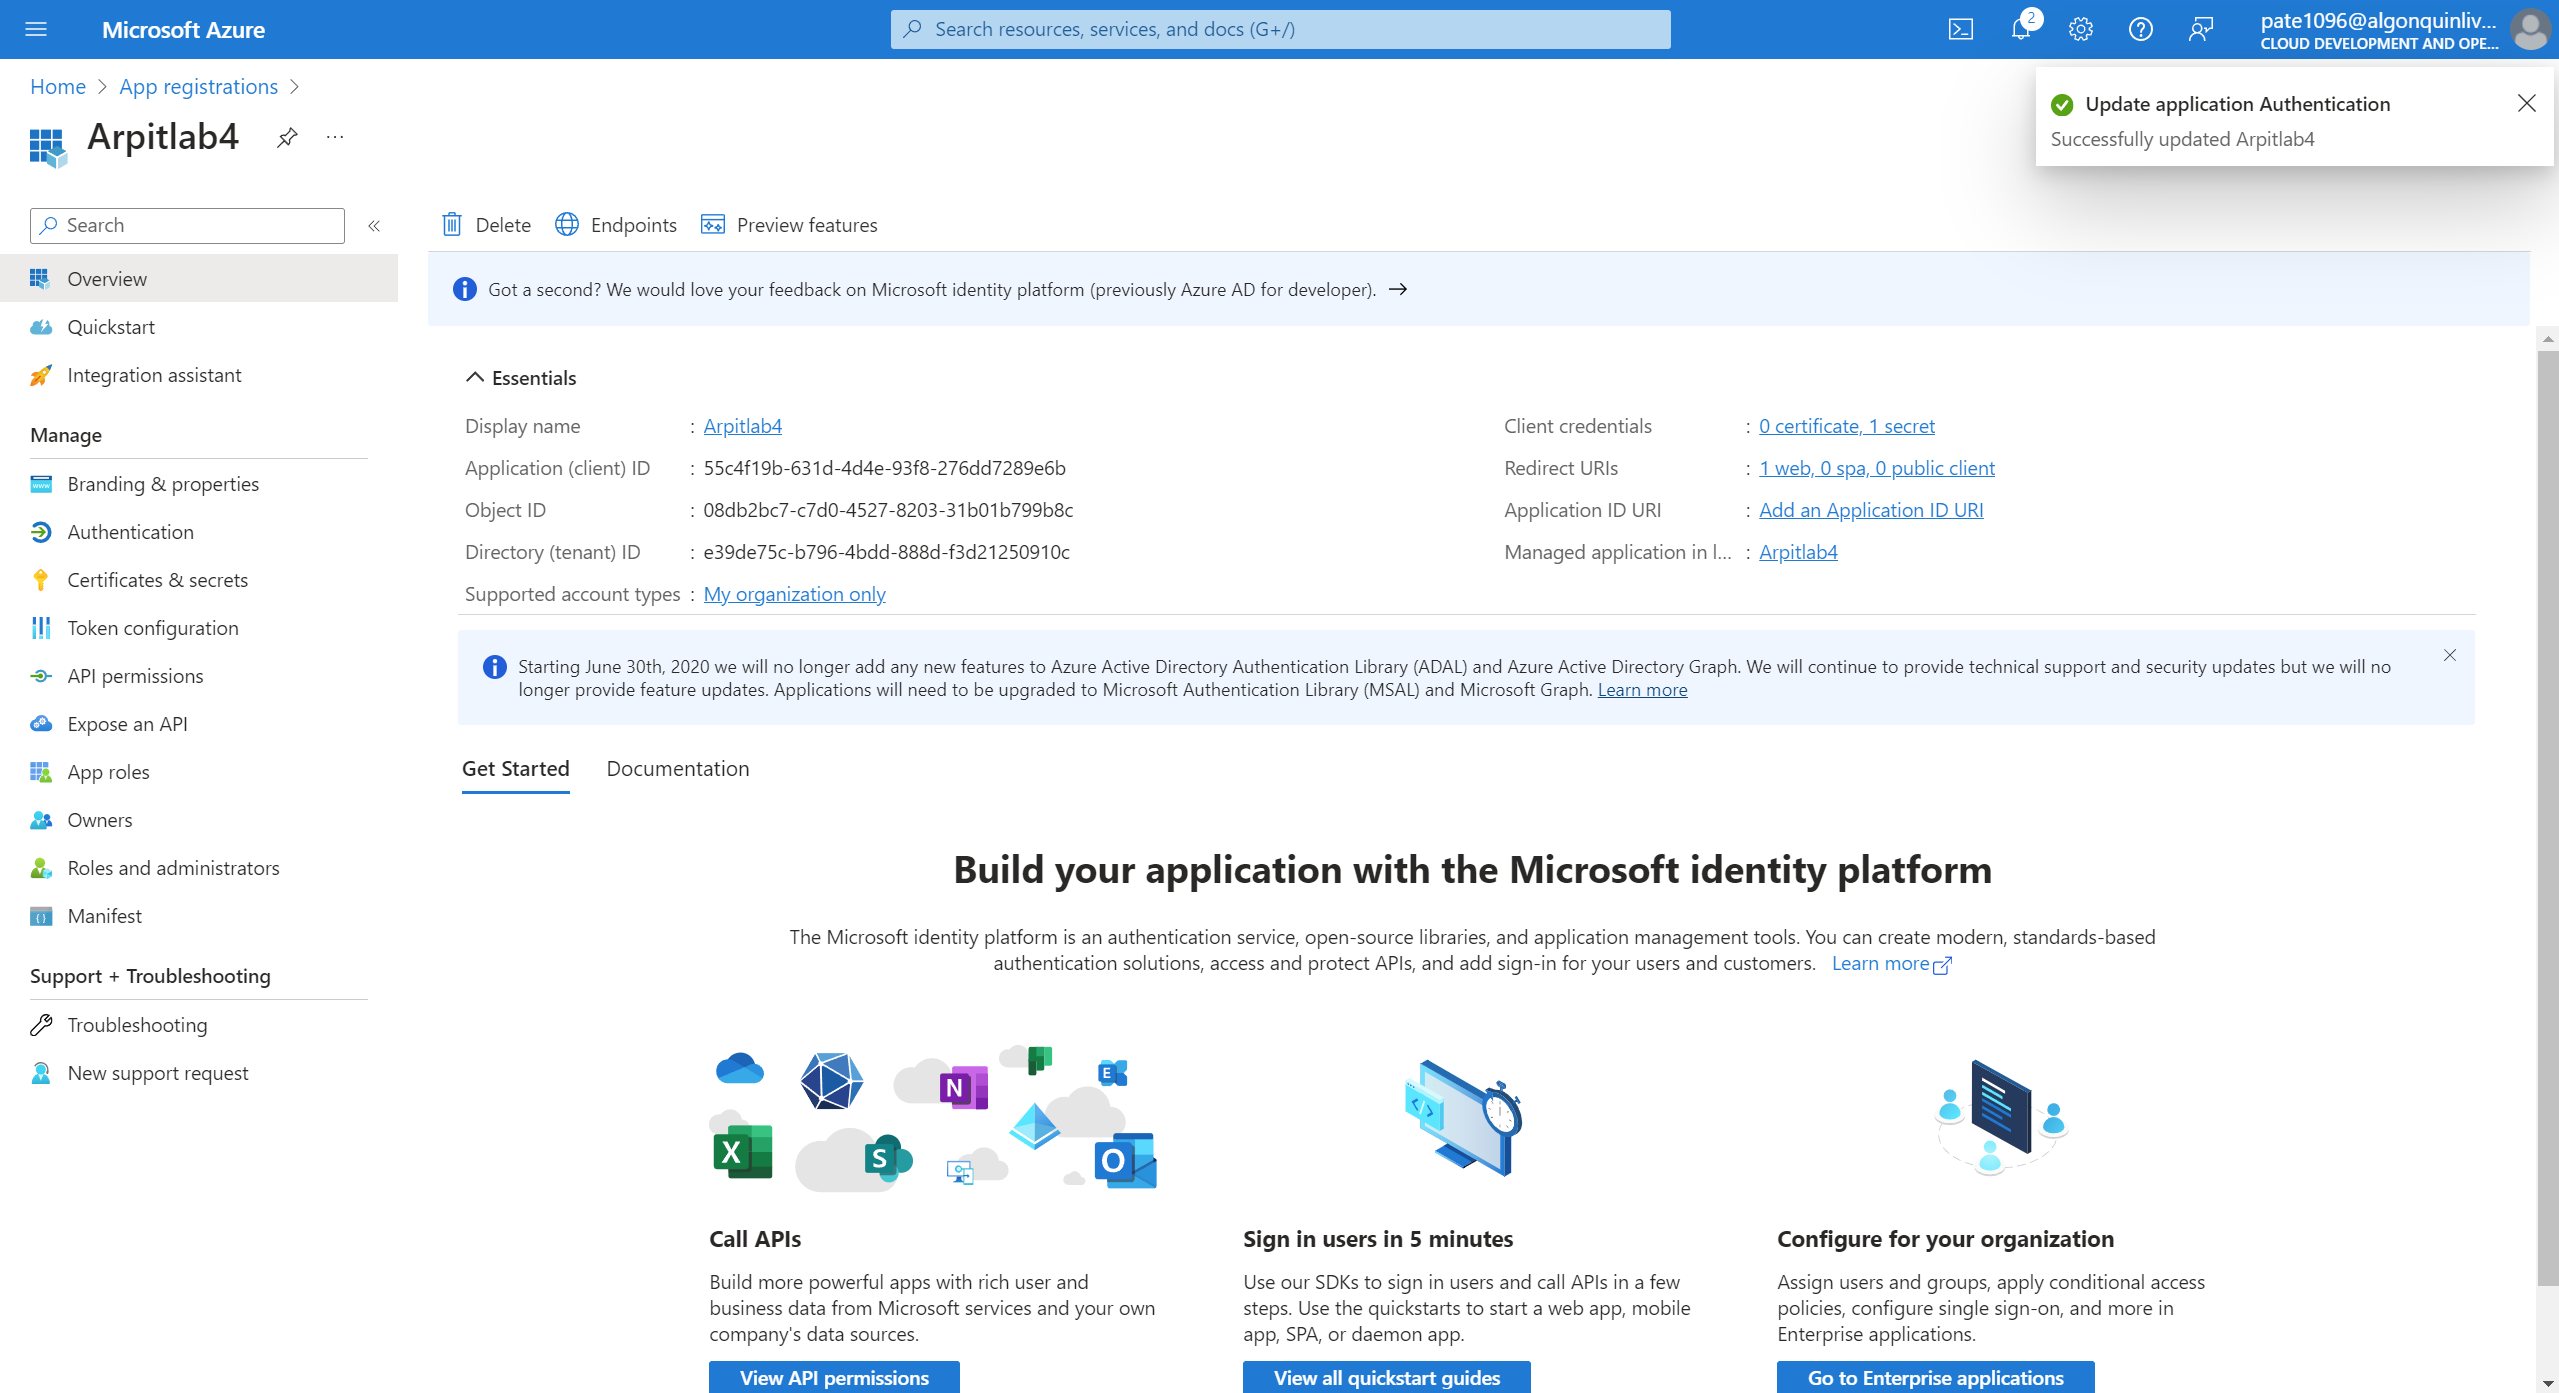 Microsoft Azure
Search resources, services, and docs (G+/)
2
pate1096@algonquinliv...
CLOUD DEVELOPMENT AND OPE...
Home > App registrations >
Arpitlab4
...
Update application Authentication
Successfully updated Arpitlab4
Search
«
Overview
Quickstart
Integration assistant
Manage
Branding & properties
Authentication
Certificates & secrets
Token configuration
API permissions
Expose an API
App roles
Owners
Roles and administrators
Manifest
Support + Troubleshooting
Troubleshooting
New support request
Delete
Endpoints
Preview features
Got a second? We would love your feedback on Microsoft identity platform (previously Azure AD for developer). →
Essentials
Display name : Arpitlab4
Application (client) ID : 55c4f19b-631d-4d4e-93f8-276dd7289e6b
Object ID : 08db2bc7-c7d0-4527-8203-31b01b799b8c
Directory (tenant) ID : e39de75c-b796-4bdd-888d-f3d21250910c
Supported account types : My organization only
Client credentials : 0 certificate, 1 secret
Redirect URIs : 1 web, 0 spa, 0 public client
Application ID URI : Add an Application ID URI
Managed application in l... : Arpitlab4
Starting June 30th, 2020 we will no longer add any new features to Azure Active Directory Authentication Library (ADAL) and Azure Active Directory Graph. We will continue to provide technical support and security updates but we will no
longer provide feature updates. Applications will need to be upgraded to Microsoft Authentication Library (MSAL) and Microsoft Graph. Learn more
Get Started
Documentation
Build your application with the Microsoft identity platform
The Microsoft identity platform is an authentication service, open-source libraries, and application management tools. You can create modern, standards-based
authentication solutions, access and protect APIs, and add sign-in for your users and customers. Learn more
N
E
X
S
O
Call APIs
Build more powerful apps with rich user and
business data from Microsoft services and your own
company's data sources.
View API permissions
Sign in users in 5 minutes
Use our SDKs to sign in users and call APIs in a few
steps. Use the quickstarts to start a web app, mobile
app, SPA, or daemon app.
View all quickstart guides
Configure for your organization
Assign users and groups, apply conditional access
policies, configure single sign-on, and more in
Enterprise applications.
Go to Enterprise applications